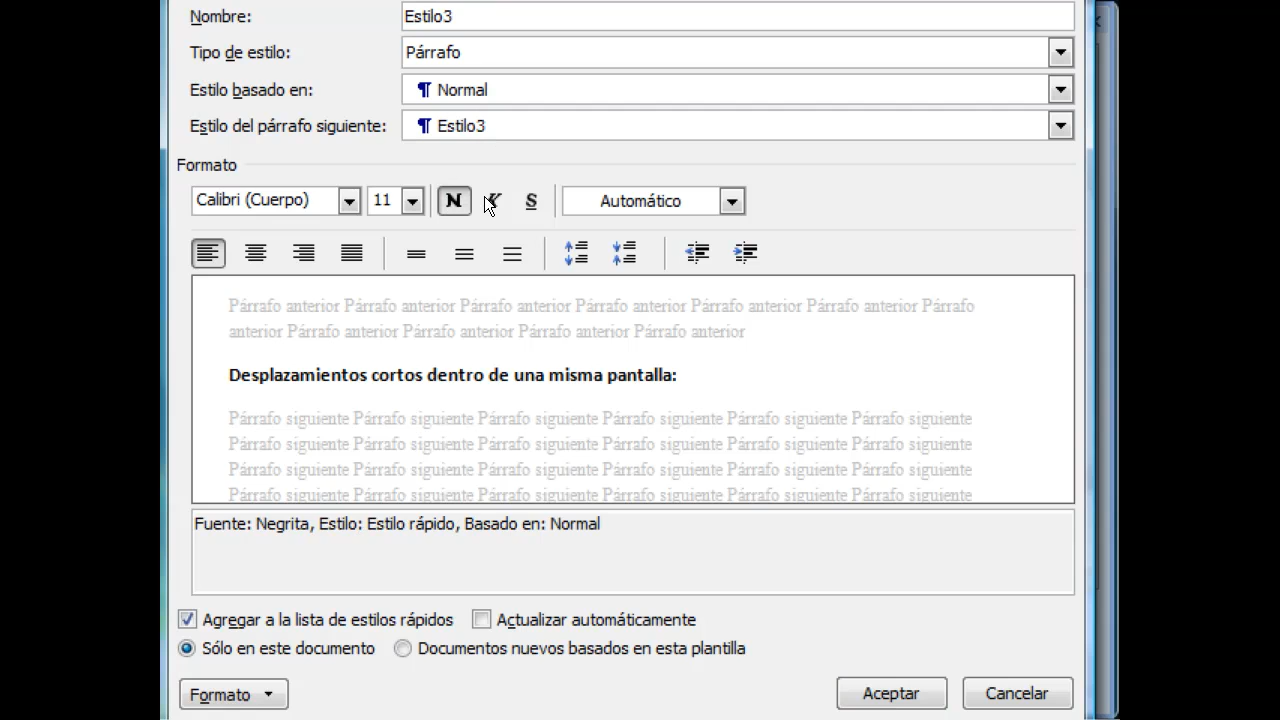 Nombre: Estilo3
Tipo de estilo: Párrafo
Estilo basado en: ¶ Normal
Estilo del párrafo siguiente: ¶ Estilo3
Formato
Calibri (Cuerpo) 11 N K S Automático
Párrafo anterior Párrafo anterior Párrafo anterior Párrafo anterior Párrafo anterior Párrafo anterior Párrafo
anterior Párrafo anterior Párrafo anterior Párrafo anterior Párrafo anterior
Desplazamientos cortos dentro de una misma pantalla:
Párrafo siguiente Párrafo siguiente Párrafo siguiente Párrafo siguiente Párrafo siguiente Párrafo siguiente
Párrafo siguiente Párrafo siguiente Párrafo siguiente Párrafo siguiente Párrafo siguiente Párrafo siguiente
Párrafo siguiente Párrafo siguiente Párrafo siguiente Párrafo siguiente Párrafo siguiente Párrafo siguiente
Párrafo siguiente Párrafo siguiente Párrafo siguiente Párrafo siguiente Párrafo siguiente Párrafo siguiente
Fuente: Negrita, Estilo: Estilo rápido, Basado en: Normal
Agregar a la lista de estilos rápidos Actualizar automáticamente
Sólo en este documento Documentos nuevos basados en esta plantilla
Formato Aceptar Cancelar